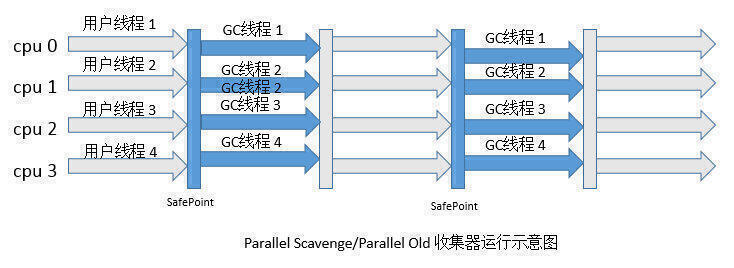 用户线程 1
GC线程 1
GC线程 1
cpu 0
用户线程 2
GC线程 2
GC线程 2
GC线程 2
cpu 1
用户线程 3
GC线程 3
GC线程 3
cpu 2
用户线程 4
GC线程 4
GC线程 4
cpu 3
SafePoint
SafePoint
Parallel Scavenge/Parallel Old 收集器运行示意图